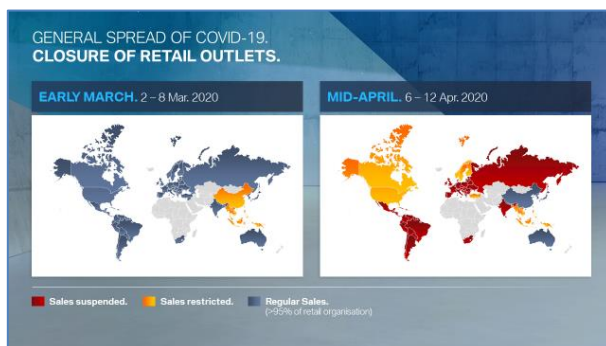 GENERAL SPREAD OF COVID-19.
CLOSURE OF RETAIL OUTLETS.
EARLY MARCH. 2 – 8 Mar. 2020
MID-APRIL. 6 – 12 Apr. 2020
Sales suspended.
Sales restricted.
Regular Sales.
(>95% of retail organisation)